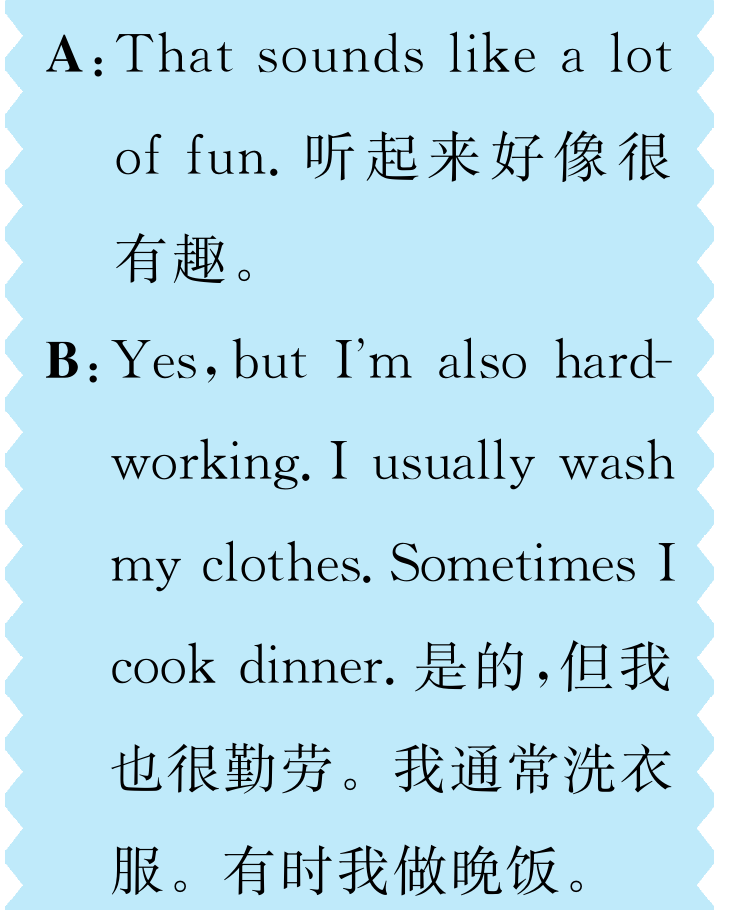 A:That sounds like a lot
of fun. 听起来好像很
有趣。
B:Yes,but I'm also hard-
working. I usually wash
my clothes. Sometimes I
cook dinner. 是的,但我
也很勤劳。我通常洗衣
服。有时我做晚饭。